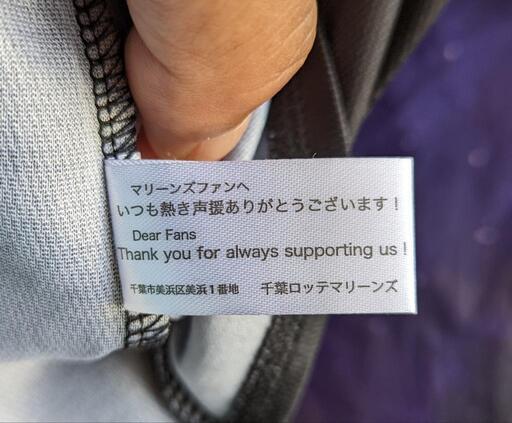 マリーンズファンへ
いつも熱き声援ありがとうございます！
Dear Fans
Thank you for always supporting us！
千葉市美浜区美浜１番地　千葉ロッテマリーンズ